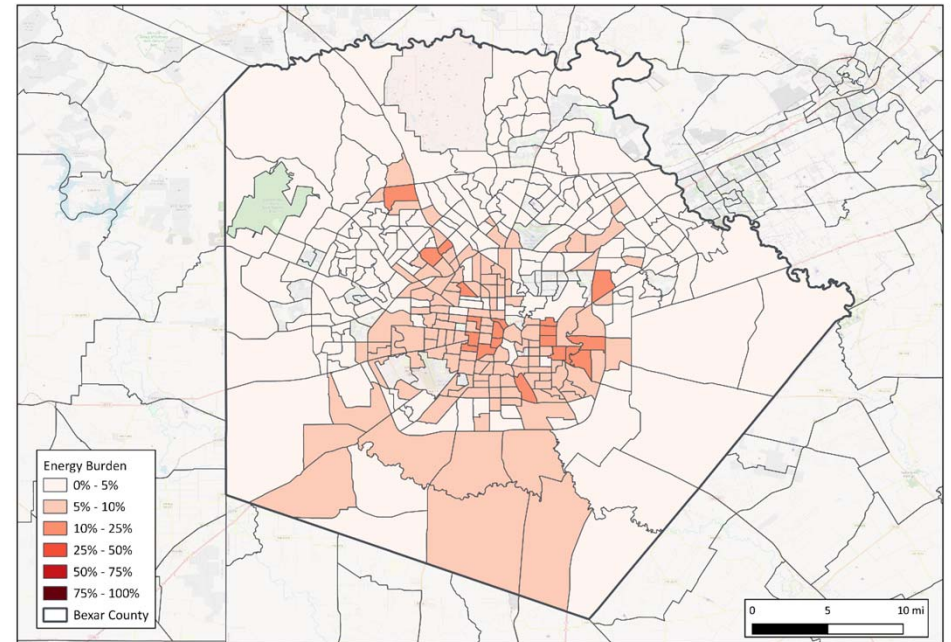 Energy Burden
0% - 5%
5% - 10%
10% - 25%
25% - 50%
50% - 75%
75% - 100%
Bexar County
0 5 10 mi